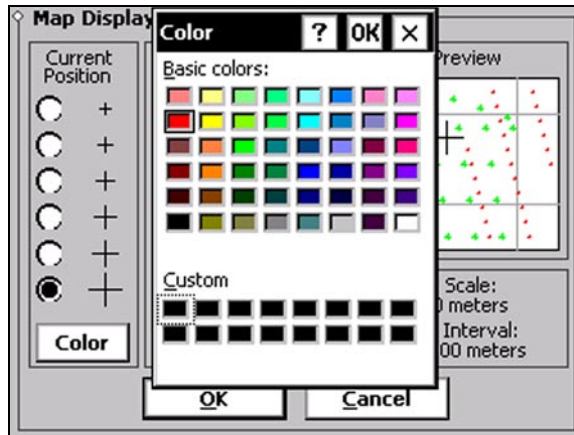 Map Display
Color ? OK ×
Current
Position
Basic colors:
Preview
Custom
Scale:
meters
Interval:
00 meters
Color
OK
Cancel